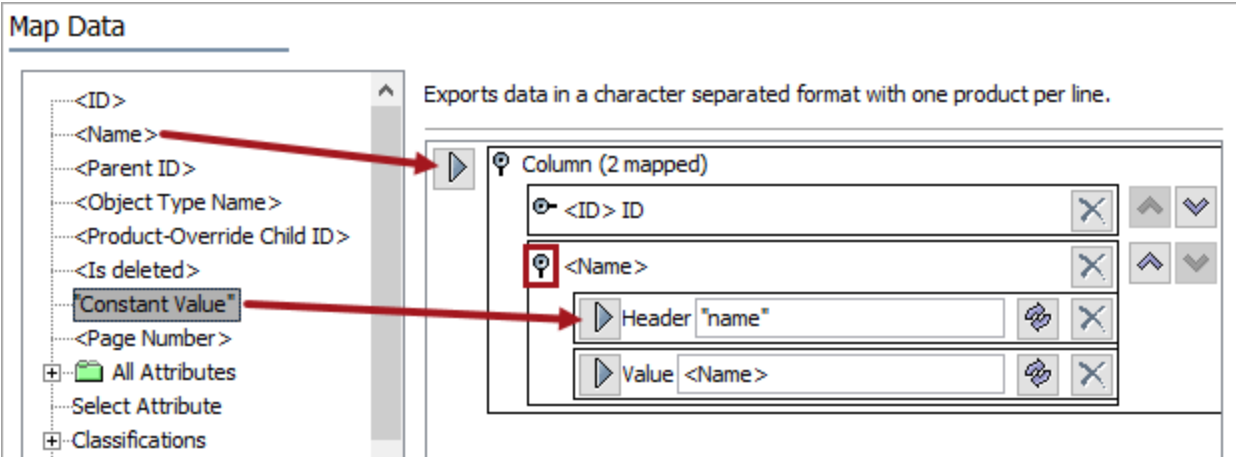 Map Data
<ID>
<Name>
<Parent ID>
<Object Type Name>
<Product-Override Child ID>
<Is deleted>
"Constant Value"
<Page Number>
All Attributes
Select Attribute
Classifications
Exports data in a character separated format with one product per line.
Column (2 mapped)
<ID> ID
<Name>
Header "name"
Value <Name>